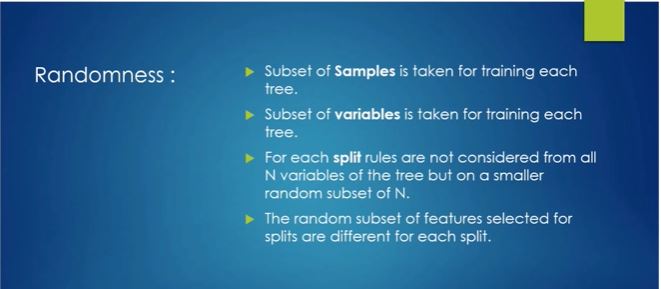 Randomness :
Subset of Samples is taken for training each
tree.
Subset of variables is taken for training each
tree.
For each split rules are not considered from all
N variables of the tree but on a smaller
random subset of N.
The random subset of features selected for
splits are different for each split.